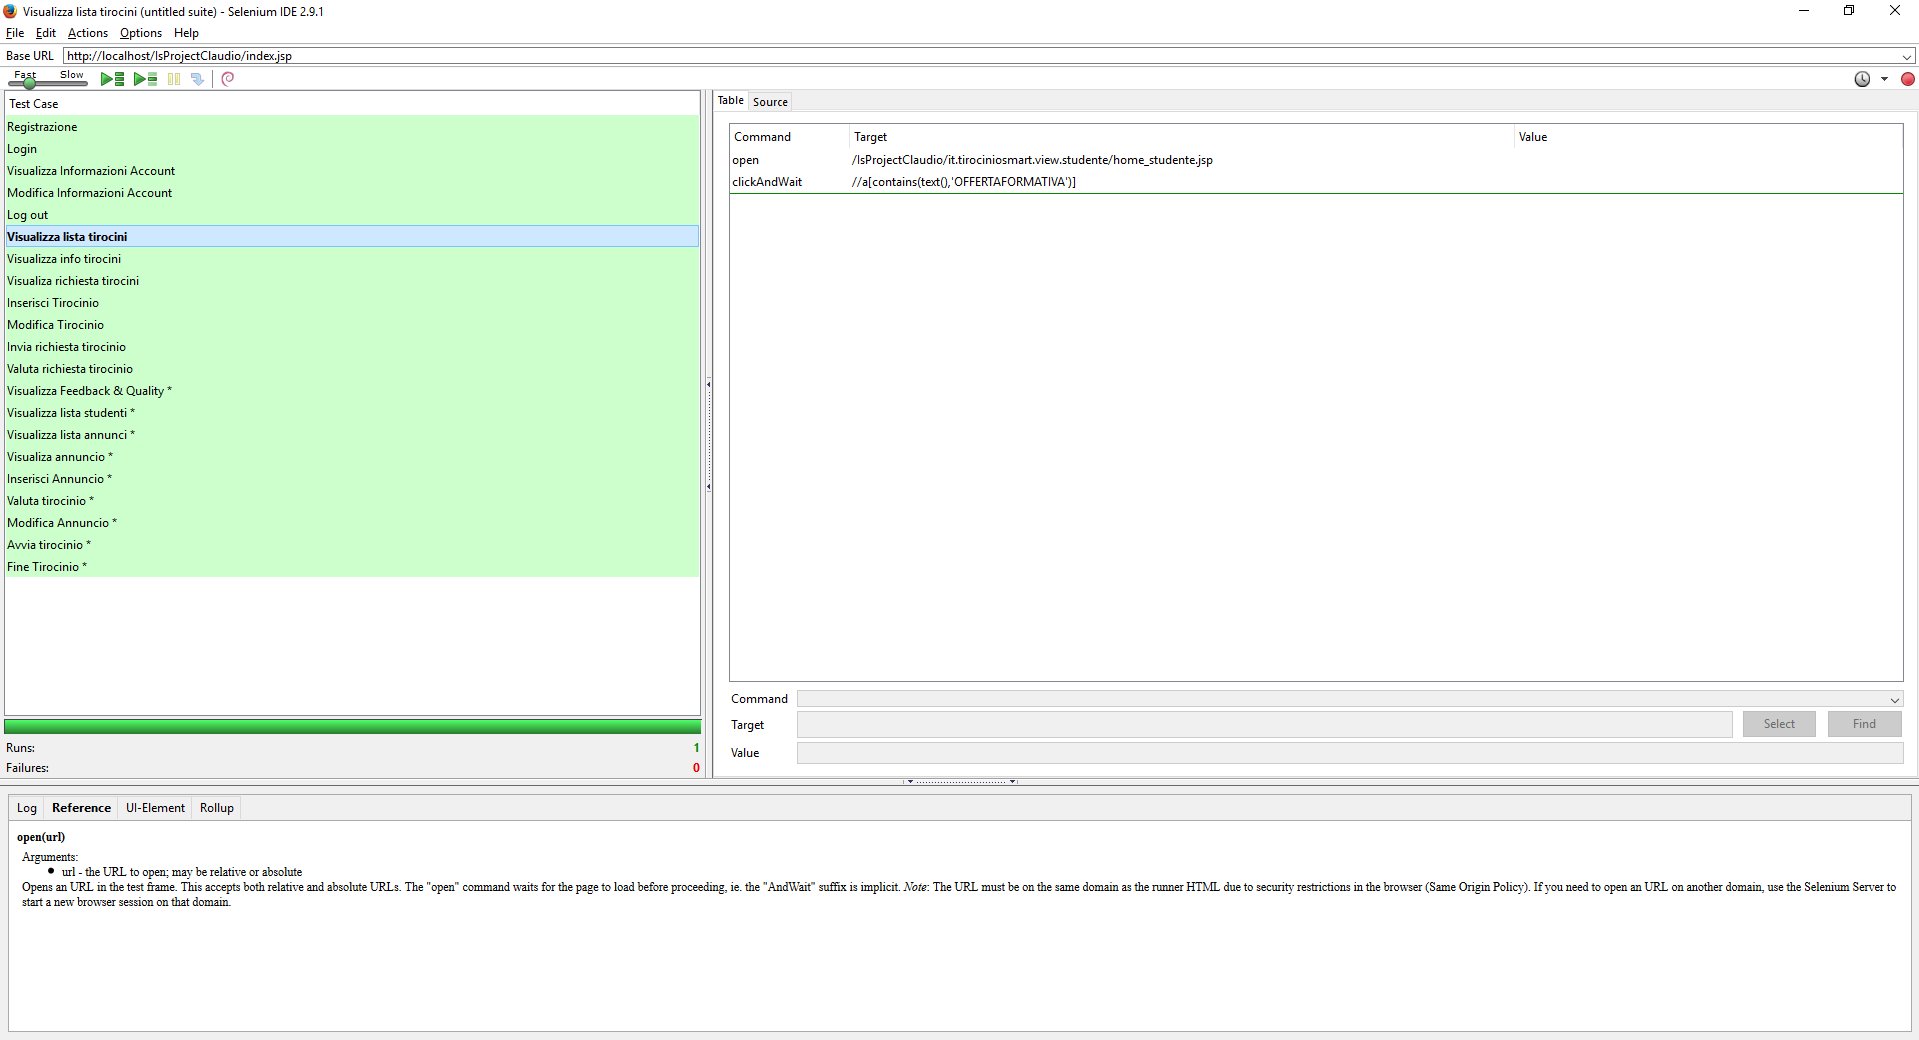 Visualizza lista tirocini (untitled suite) - Selenium IDE 2.9.1
File Edit Actions Options Help
Base URL http://localhost/IsProjectClaudio/index.jsp
Fast Slow
Test Case
Registrazione
Login
Visualizza Informazioni Account
Modifica Informazioni Account
Log out
Visualizza lista tirocini
Visualizza info tirocini
Visualiza richiesta tirocini
Inserisci Tirocinio
Modifica Tirocinio
Invia richiesta tirocinio
Valuta richiesta tirocinio
Visualizza Feedback & Quality *
Visualizza lista studenti *
Visualizza lista annunci *
Visualiza annuncio *
Inserisci Annuncio *
Valuta tirocinio *
Modifica Annuncio *
Avvia tirocinio *
Fine Tirocinio *
Runs: 1
Failures: 0
Table Source
Command Target Value
open /IsProjectClaudio/it.tirociniosmart.view.studente/home_studente.jsp
clickAndWait //a[contains(text(),'OFFERTAFORMATIVA')]
Command
Target Select Find
Value
Log Reference UI-Element Rollup
open(url)
Arguments:
• url - the URL to open; may be relative or absolute
Opens an URL in the test frame. This accepts both relative and absolute URLs. The "open" command waits for the page to load before proceeding, ie. the "AndWait" suffix is implicit. Note: The URL must be on the same domain as the runner HTML due to security restrictions in the browser (Same Origin Policy). If you need to open an URL on another domain, use the Selenium Server to
start a new browser session on that domain.